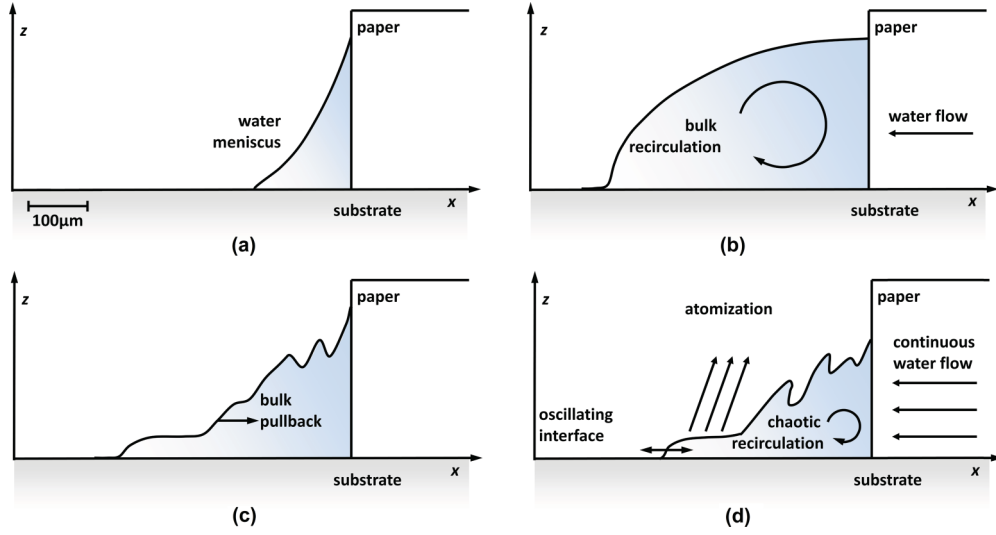 z
paper
water
meniscus
substrate
x
100µm
(a)
z
paper
bulk
recirculation
water flow
substrate
x
(b)
z
paper
bulk
pullback
substrate
x
(c)
z
atomization
paper
continuous
water flow
oscillating
interface
chaotic
recirculation
substrate
x
(d)